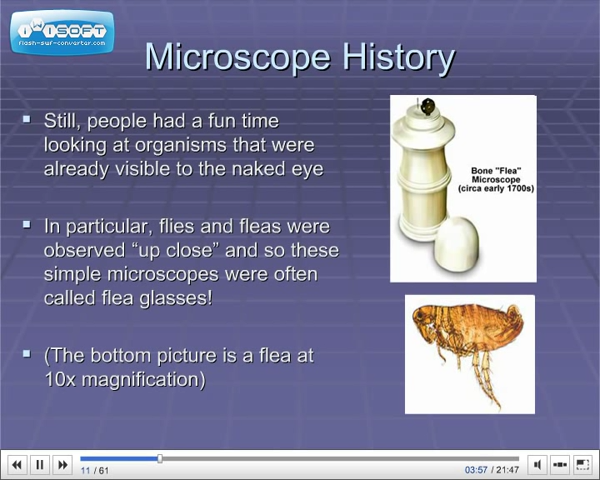 iWiSOFT
flash-swf-converter.com
Microscope History
Still, people had a fun time
looking at organisms that were
already visible to the naked eye
Bone "Flea"
Microscope
(circa early 1700s)
In particular, flies and fleas were
observed “up close” and so these
simple microscopes were often
called flea glasses!
(The bottom picture is a flea at
10x magnification)
11 / 61
03:57 / 21:47